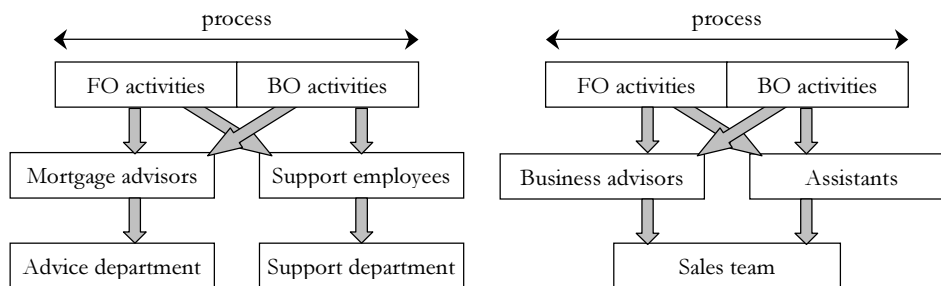 process
FO activities BO activities
Mortgage advisors Support employees
Advice department Support department
process
FO activities BO activities
Business advisors Assistants
Sales team